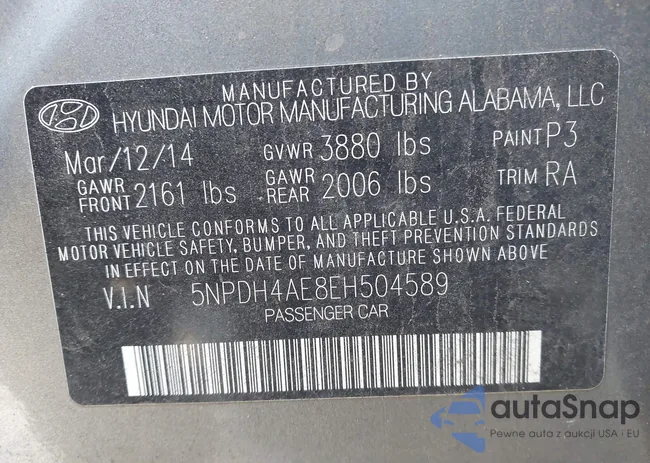 MANUFACTURED BY
HYUNDAI MOTOR MANUFACTURING ALABAMA, LLC
Mar/12/14 GVWR 3880 lbs PAINT P3
GAWR FRONT 2161 lbs GAWR REAR 2006 lbs TRIM RA
THIS VEHICLE CONFORMS TO ALL APPLICABLE U.S.A. FEDERAL
MOTOR VEHICLE SAFETY, BUMPER, AND THEFT PREVENTION STANDARDS
IN EFFECT ON THE DATE OF MANUFACTURE SHOWN ABOVE
V.I.N 5NPDH4AE8EH504589
PASSENGER CAR
autaSnap
Pewne auta z aukcji USA i EU